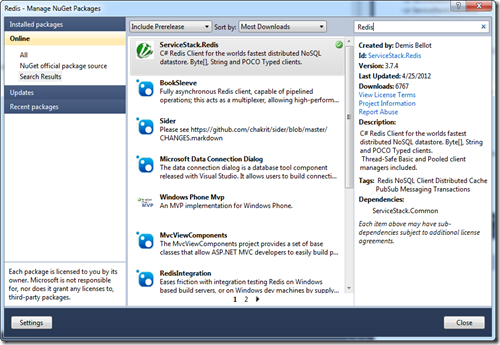 Redis - Manage NuGet Packages
Installed packages
Online
All
NuGet official package source
Search Results
Updates
Recent packages
Each package is licensed to you by its
owner. Microsoft is not responsible
for, nor does it grant any licenses to,
third-party packages.
Include Prerelease
Sort by: Most Downloads
ServiceStack.Redis
C# Redis Client for the worlds fastest distributed NoSQL
datastore. Byte[], String and POCO Typed clients.
BookSleeve
Fully asynchronous Redis client, capable of pipelined
operations; this acts as a multiplexer, allowing high-perfor...
Sider
Please see https://github.com/chakrit/sider/blob/master/
CHANGES.markdown
Microsoft Data Connection Dialog
The data connection dialog is a database tool component
released with Visual Studio. It allows users to build connecti...
Windows Phone Mvp
An MVP implementation for Windows Phone.
MvcViewComponents
The MvcViewComponents project provides a set of base
classes that allow ASP.NET MVC developers to easily build p...
RedisIntegration
Eases friction with integration testing Redis on Windows
based build servers, or on Windows dev machines by supply...
1 2
Redis
Created by: Demis Bellot
Id: ServiceStack.Redis
Version: 3.7.4
Last Updated: 4/25/2012
Downloads: 6767
View License Terms
Project Information
Report Abuse
Description:
C# Redis Client for the worlds fastest
distributed NoSQL datastore. Byte[], String
and POCO Typed clients.
Thread-Safe Basic and Pooled client
managers included.
Tags: Redis NoSQL Client Distributed Cache
PubSub Messaging Transactions
Dependencies:
ServiceStack.Common
Each item above may have sub-
dependencies subject to additional license
agreements.
Settings
Close